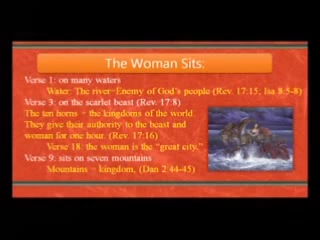 The Woman Sits:
Verse 1: on many waters
Water: The river=Enemy of God's people (Rev. 17:15, Isa 8:5-8)
Verse 3: on the scarlet beast (Rev. 17:8)
The ten horns = the kingdoms of the world.
They give their authority to the beast and
woman for one hour. (Rev. 17:16)
Verse 18: the woman is the "great city."
Verse 9: sits on seven mountains
Mountains = kingdom, (Dan 2:44-45)